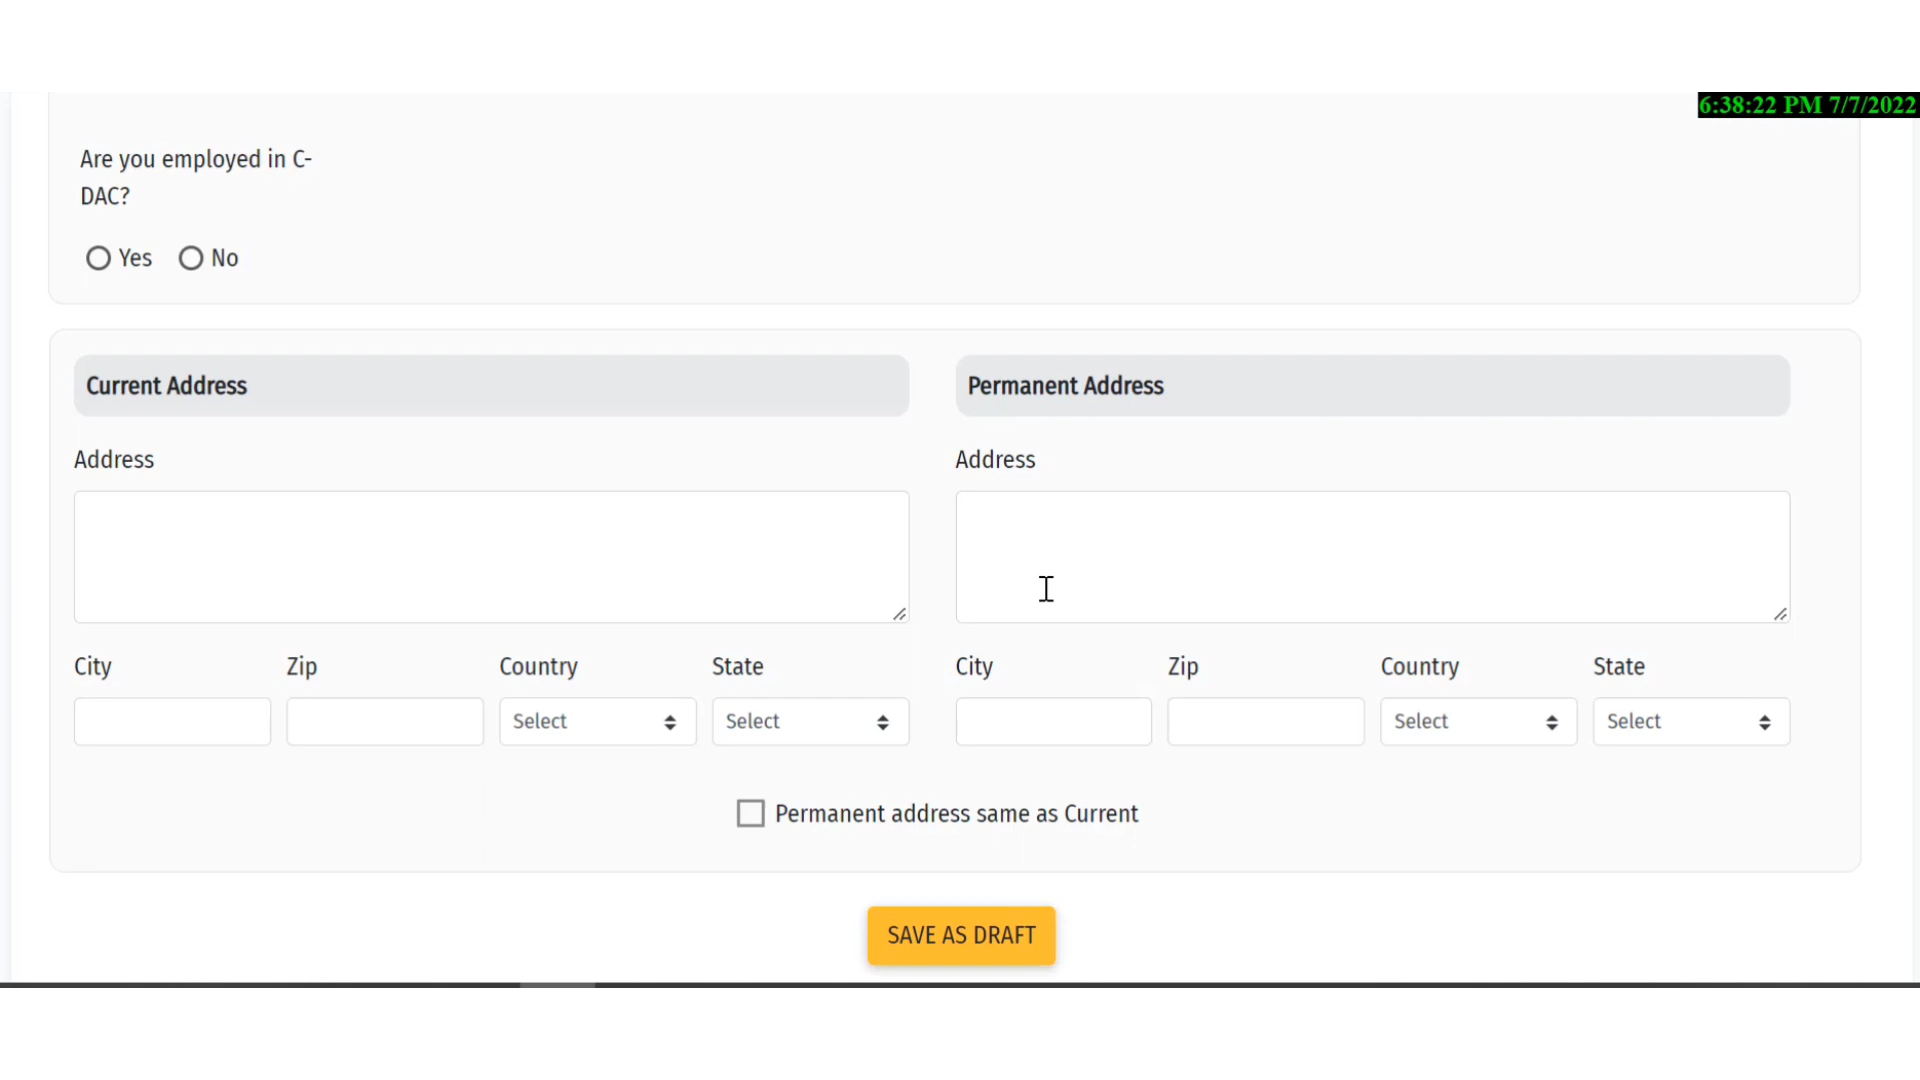 6:38:22 PM 7/7/2022
Are you employed in C-
DAC?
Yes No
Current Address Permanent Address
Address Address
City Zip Country State City Zip Country State
Select Select Select Select
Permanent address same as Current
SAVE AS DRAFT